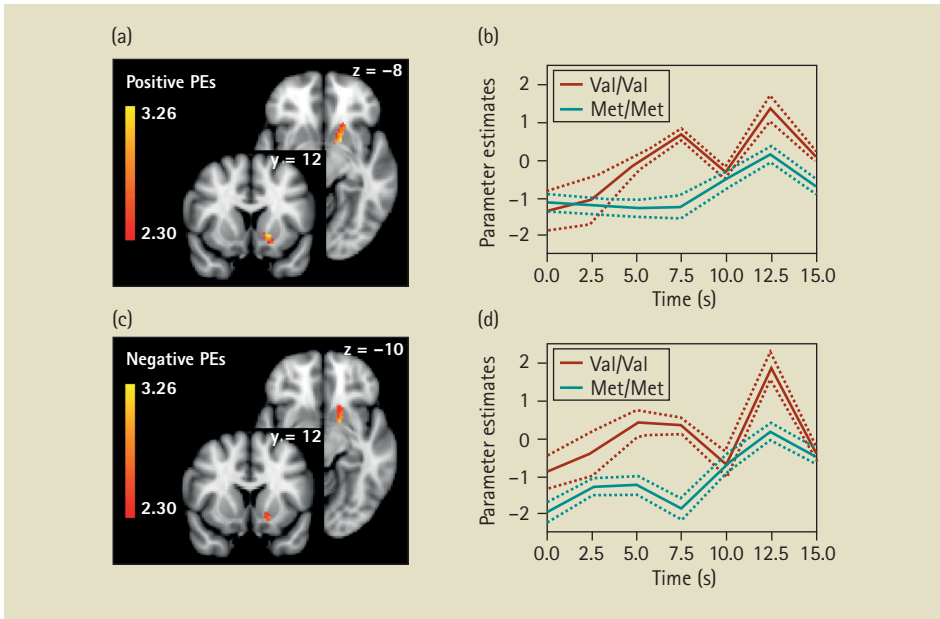 (a)
Positive PEs
3.26
2.30
z = −8
y = 12
(b)
Parameter estimates
2
1
0
−1
−2
Val/Val
Met/Met
0.0 2.5 5.0 7.5 10.0 12.5 15.0
Time (s)
(c)
Negative PEs
3.26
2.30
z = −10
y = 12
(d)
Parameter estimates
2
1
0
−1
−2
Val/Val
Met/Met
0.0 2.5 5.0 7.5 10.0 12.5 15.0
Time (s)